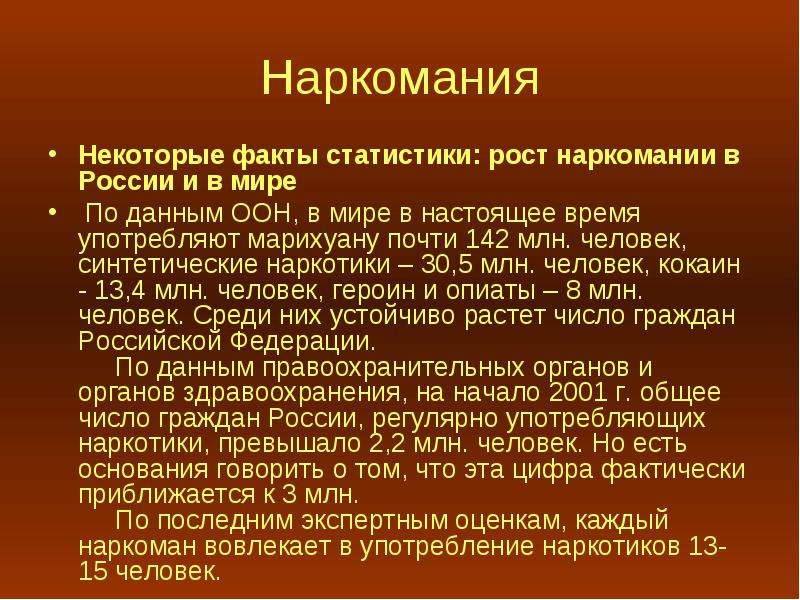 Наркомания
• Некоторые факты статистики: рост наркомании в
России и в мире
• По данным ООН, в мире в настоящее время
употребляют марихуану почти 142 млн. человек,
синтетические наркотики – 30,5 млн. человек, кокаин
- 13,4 млн. человек, героин и опиаты – 8 млн.
человек. Среди них устойчиво растет число граждан
Российской Федерации.
По данным правоохранительных органов и
органов здравоохранения, на начало 2001 г. общее
число граждан России, регулярно употребляющих
наркотики, превышало 2,2 млн. человек. Но есть
основания говорить о том, что эта цифра фактически
приближается к 3 млн.
По последним экспертным оценкам, каждый
наркоман вовлекает в употребление наркотиков 13-
15 человек.